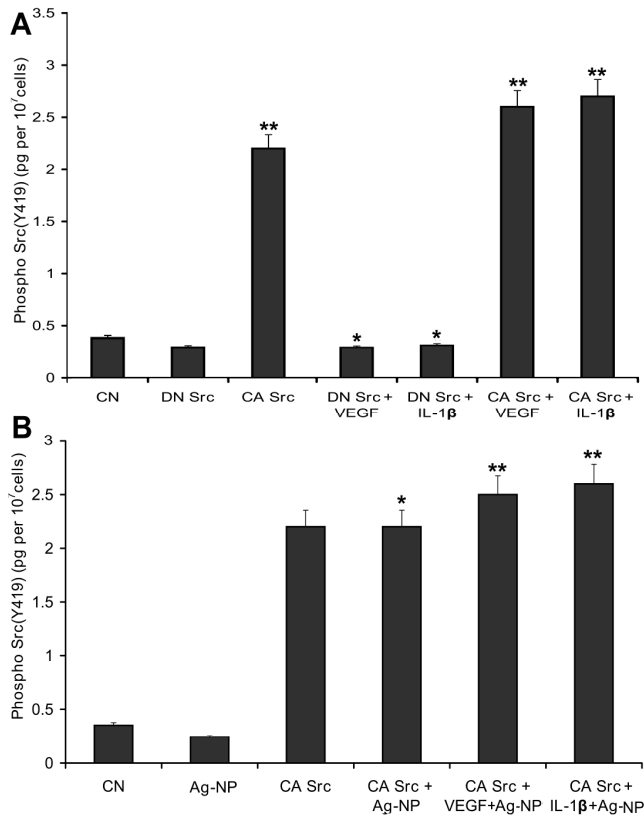 A
Phospho Src(Y419) (pg per 10⁷cells)
3.5
3
2.5
2
1.5
1
0.5
0
**
*
*
**
**
CN
DN Src
CA Src
DN Src +
VEGF
DN Src +
IL-1β
CA Src +
VEGF
CA Src +
IL-1β
B
Phospho Src(Y419) (pg per 10⁷cells)
3
2.5
2
1.5
1
0.5
0
*
**
**
CN
Ag-NP
CA Src
CA Src +
Ag-NP
CA Src +
VEGF+Ag-NP
CA Src +
IL-1β+Ag-NP